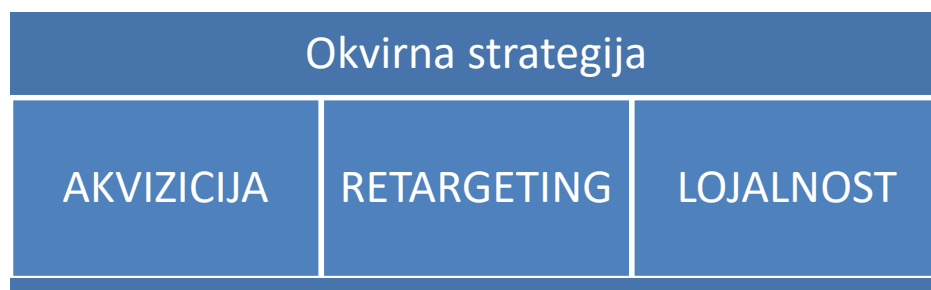 Okvirna strategija
AKVIZICIJA
RETARGETING
LOJALNOST